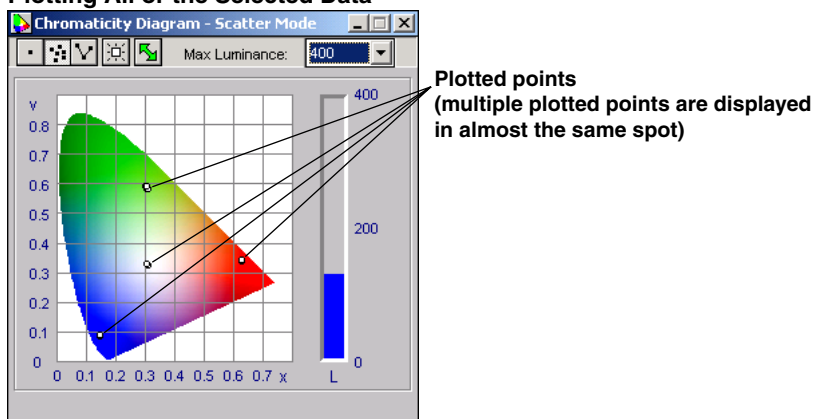 Plotting All of the Selected Data
Chromaticity Diagram - Scatter Mode
Max Luminance: 400
Plotted points
(multiple plotted points are displayed
in almost the same spot)
y
0.8
0.7
0.6
0.5
0.4
0.3
0.2
0.1
0
0 0.1 0.2 0.3 0.4 0.5 0.6 0.7 x
400
200
0
L